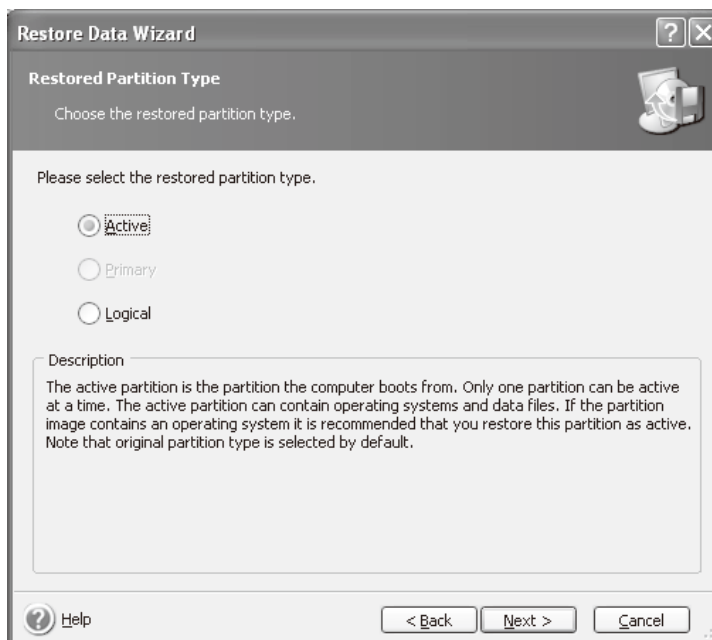 Restore Data Wizard
Restored Partition Type
Choose the restored partition type.
Please select the restored partition type.
Active
Primary
Logical
Description
The active partition is the partition the computer boots from. Only one partition can be active
at a time. The active partition can contain operating systems and data files. If the partition
image contains an operating system it is recommended that you restore this partition as active.
Note that original partition type is selected by default.
Help
< Back
Next >
Cancel